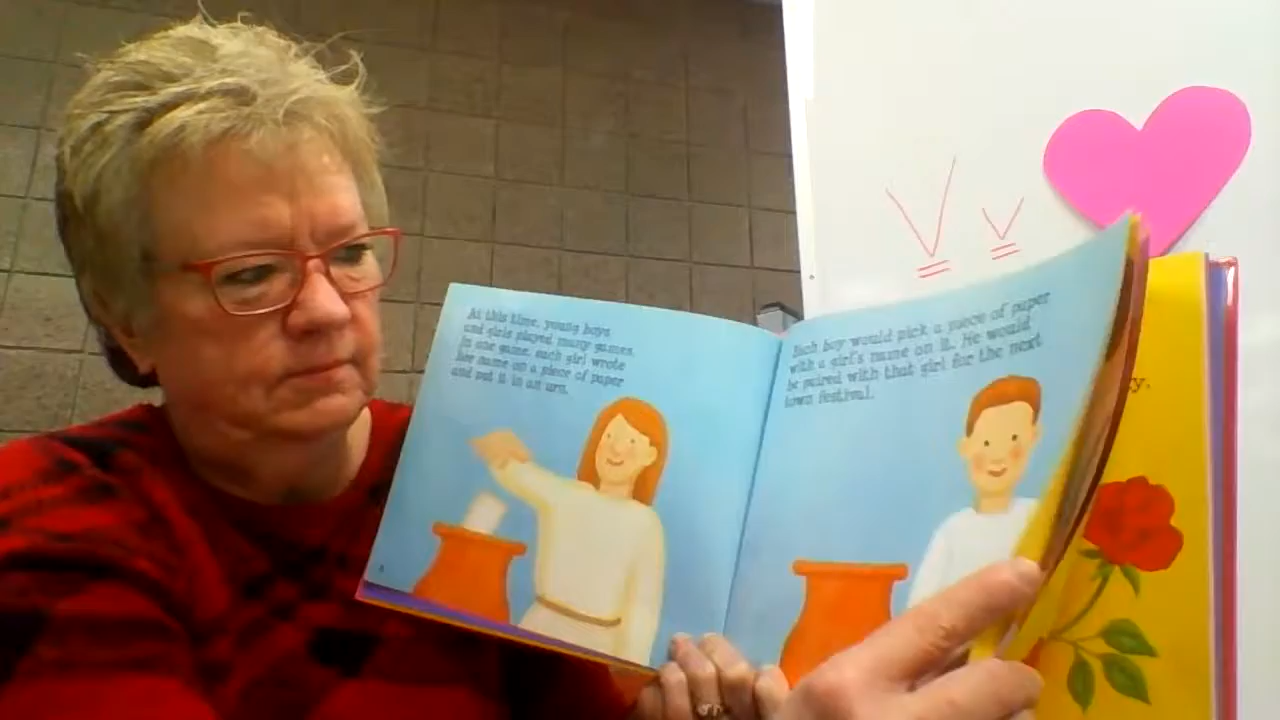 At this time, young boys
and girls played many games.
In one game, each girl wrote
her name on a piece of paper
and put it in an urn.
Each boy would pick a piece of paper
with a girl's name on it. He would
be paired with that girl for the next
town festival.
V v